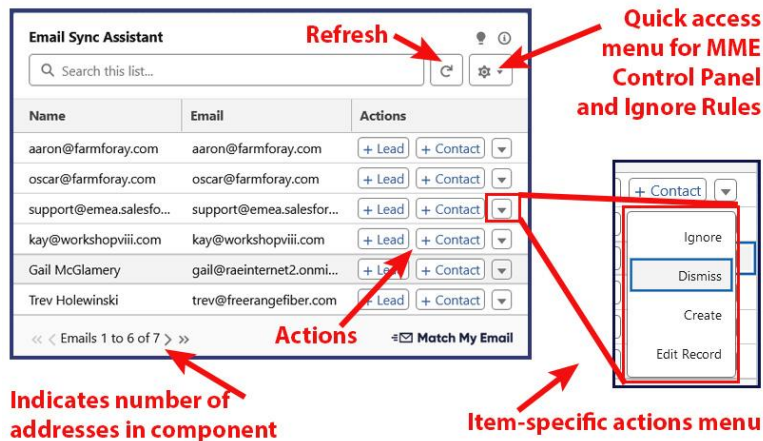 Email Sync Assistant
Refresh
Quick access
menu for MME
Control Panel
and Ignore Rules
Search this list...
Name Email Actions
aaron@farmforay.com aaron@farmforay.com + Lead + Contact
oscar@farmforay.com oscar@farmforay.com + Lead + Contact
support@emea.salesfo... support@emea.salesfor... + Lead + Contact
kay@workshopviii.com kay@workshopviii.com + Lead + Contact
Gail McGlamery gail@raeinternet2.onmi... + Lead + Contact
Trev Holewinski trev@freerangefiber.com + Lead + Contact
Emails 1 to 6 of 7
Actions
Match My Email
+ Contact
Ignore
Dismiss
Create
Edit Record
Indicates number of
addresses in component
Item-specific actions menu